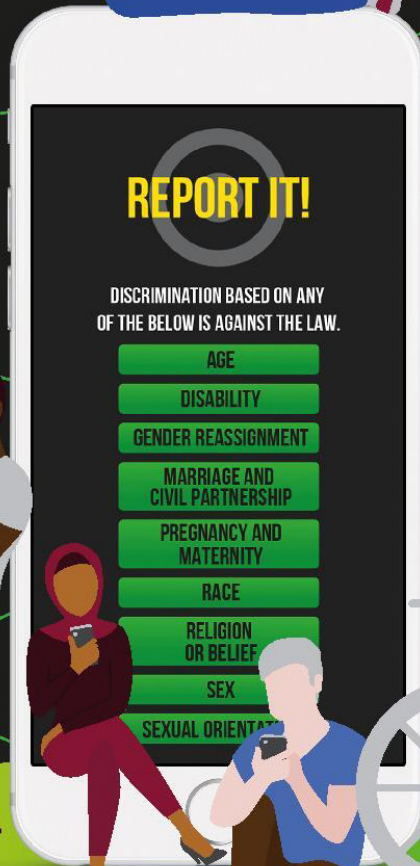 REPORT IT!
DISCRIMINATION BASED ON ANY
OF THE BELOW IS AGAINST THE LAW.
AGE
DISABILITY
GENDER REASSIGNMENT
MARRIAGE AND
CIVIL PARTNERSHIP
PREGNANCY AND
MATERNITY
RACE
RELIGION
OR BELIEF
SEX
SEXUAL